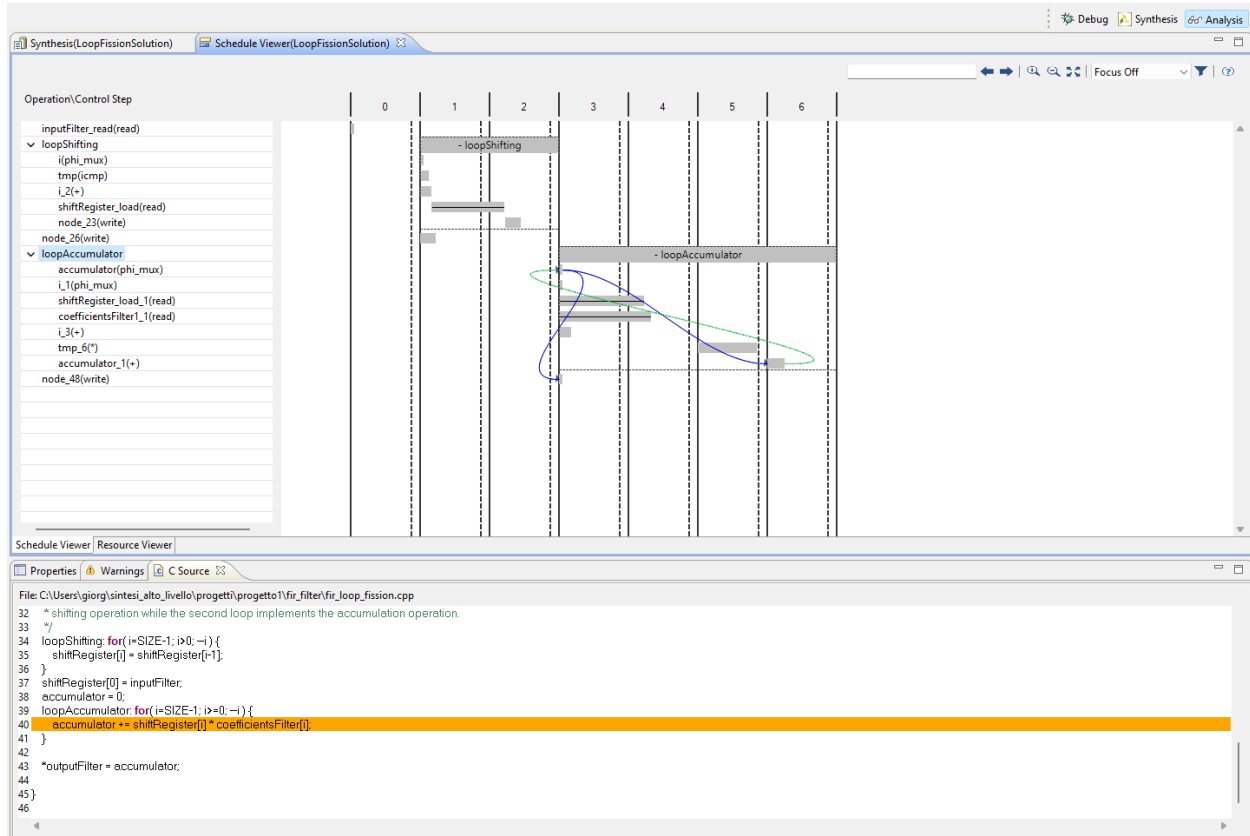 Debug Synthesis Analysis
Synthesis(LoopFissionSolution) Schedule Viewer(LoopFissionSolution)
Focus Off
Operation\Control Step 0 1 2 3 4 5 6
inputFilter_read(read)
loopShifting - loopShifting
i(phi_mux)
tmp(icmp)
i_2(+)
shiftRegister_load(read)
node_23(write)
node_26(write)
loopAccumulator - loopAccumulator
accumulator(phi_mux)
i_1(phi_mux)
shiftRegister_load_1(read)
coefficientsFilter1_1(read)
i_3(+)
tmp_6(*)
accumulator_1(+)
node_48(write)
Schedule Viewer Resource Viewer
Properties Warnings C Source
File: C:\Users\giorg\sintesi_alto_livello\progetti\progetto1\fir_filter\fir_loop_fission.cpp
32 * shifting operation while the second loop implements the accumulation operation.
33 */
34 loopShifting: for( i=SIZE-1; i>0; --i ) {
35 shiftRegister[i] = shiftRegister[i-1];
36 }
37 shiftRegister[0] = inputFilter;
38 accumulator = 0;
39 loopAccumulator: for( i=SIZE-1; i>=0; --i ) {
40 accumulator += shiftRegister[i] * coefficientsFilter[i];
41 }
42
43 *outputFilter = accumulator;
44
45 }
46